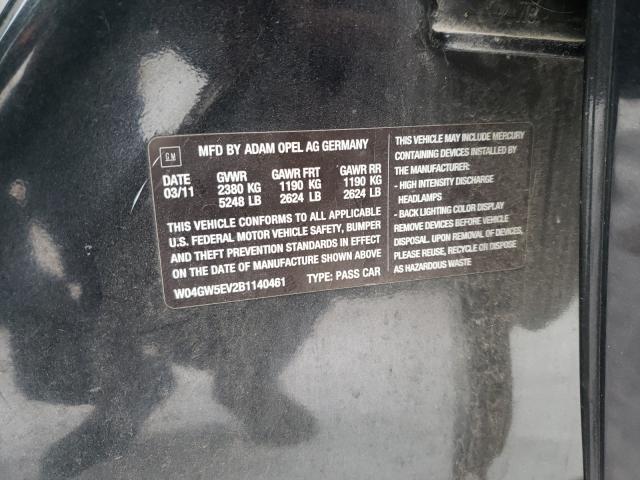 GM
MFD BY ADAM OPEL AG GERMANY
DATE GVWR GAWR FRT GAWR RR
03/11 2380 KG 1190 KG 1190 KG
5248 LB 2624 LB 2624 LB
THIS VEHICLE CONFORMS TO ALL APPLICABLE
U.S. FEDERAL MOTOR VEHICLE SAFETY, BUMPER
AND THEFT PREVENTION STANDARDS IN EFFECT
ON THE DATE OF MANUFACTURE SHOWN ABOVE.
W04GW5EV2B1140461 TYPE: PASS CAR
THIS VEHICLE MAY INCLUDE MERCURY
CONTAINING DEVICES INSTALLED BY
THE MANUFACTURER:
- HIGH INTENSITY DISCHARGE
HEADLAMPS
- BACK LIGHTING COLOR DISPLAY
REMOVE DEVICES BEFORE VEHICLE
DISPOSAL. UPON REMOVAL OF DEVICES,
PLEASE REUSE, RECYCLE OR DISPOSE
AS HAZARDOUS WASTE